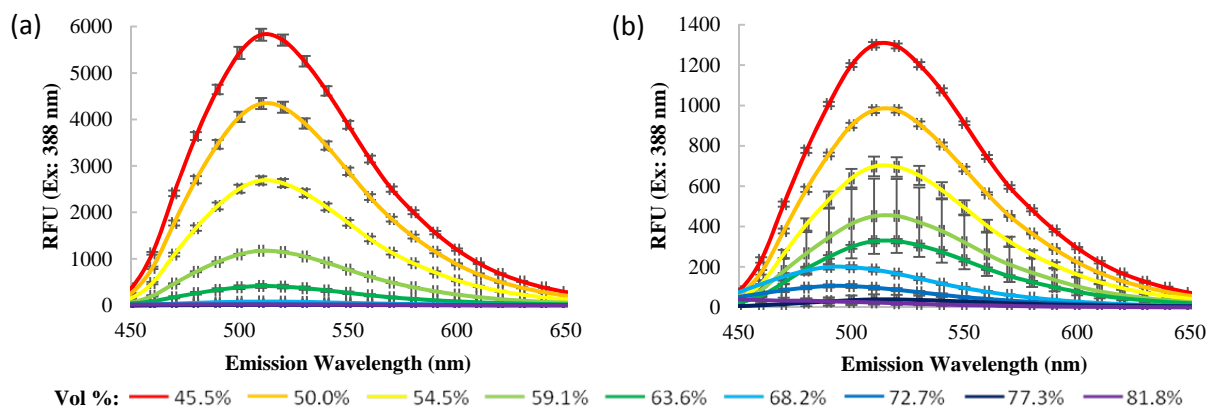 (a)
6000
5000
4000
3000
2000
1000
0
RFU (Ex: 388 nm)
450 500 550 600 650
Emission Wavelength (nm)
(b)
1400
1200
1000
800
600
400
200
0
RFU (Ex: 388 nm)
450 500 550 600 650
Emission Wavelength (nm)
Vol %: 45.5% 50.0% 54.5% 59.1% 63.6% 68.2% 72.7% 77.3% 81.8%